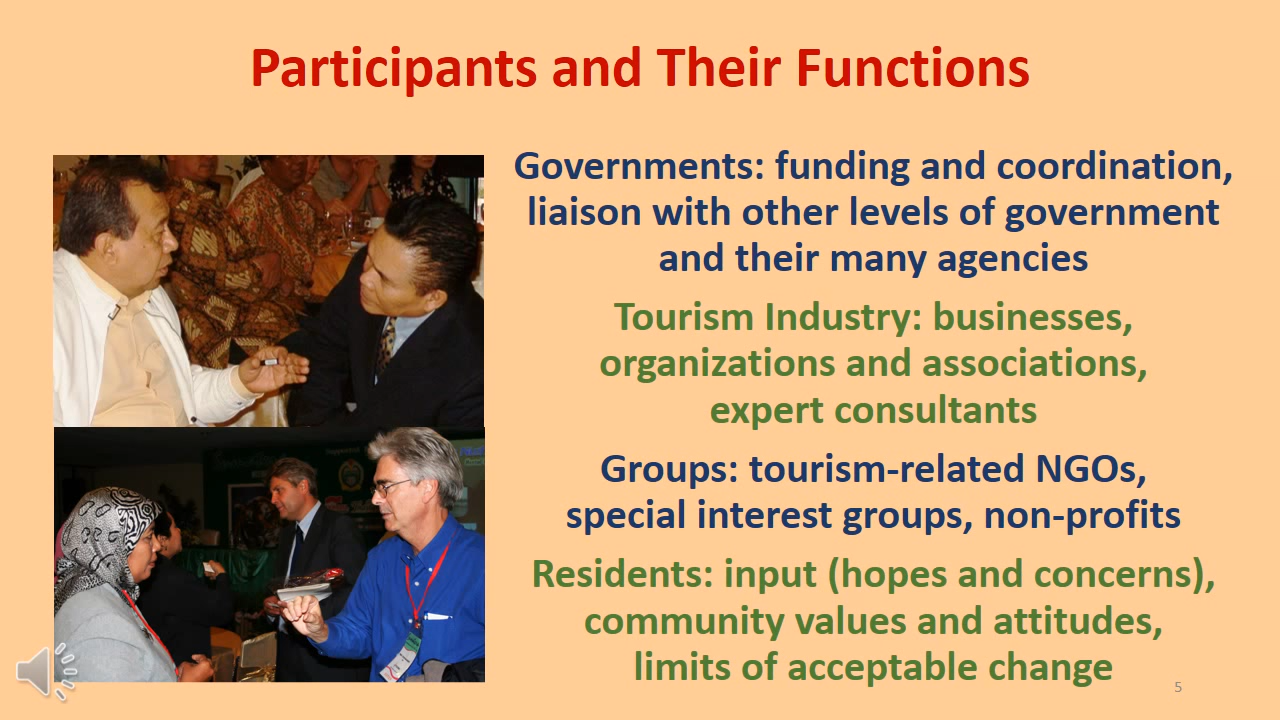 Participants and Their Functions
Governments: funding and coordination,
liaison with other levels of government
and their many agencies
Tourism Industry: businesses,
organizations and associations,
expert consultants
Groups: tourism-related NGOs,
special interest groups, non-profits
Residents: input (hopes and concerns),
community values and attitudes,
limits of acceptable change
5